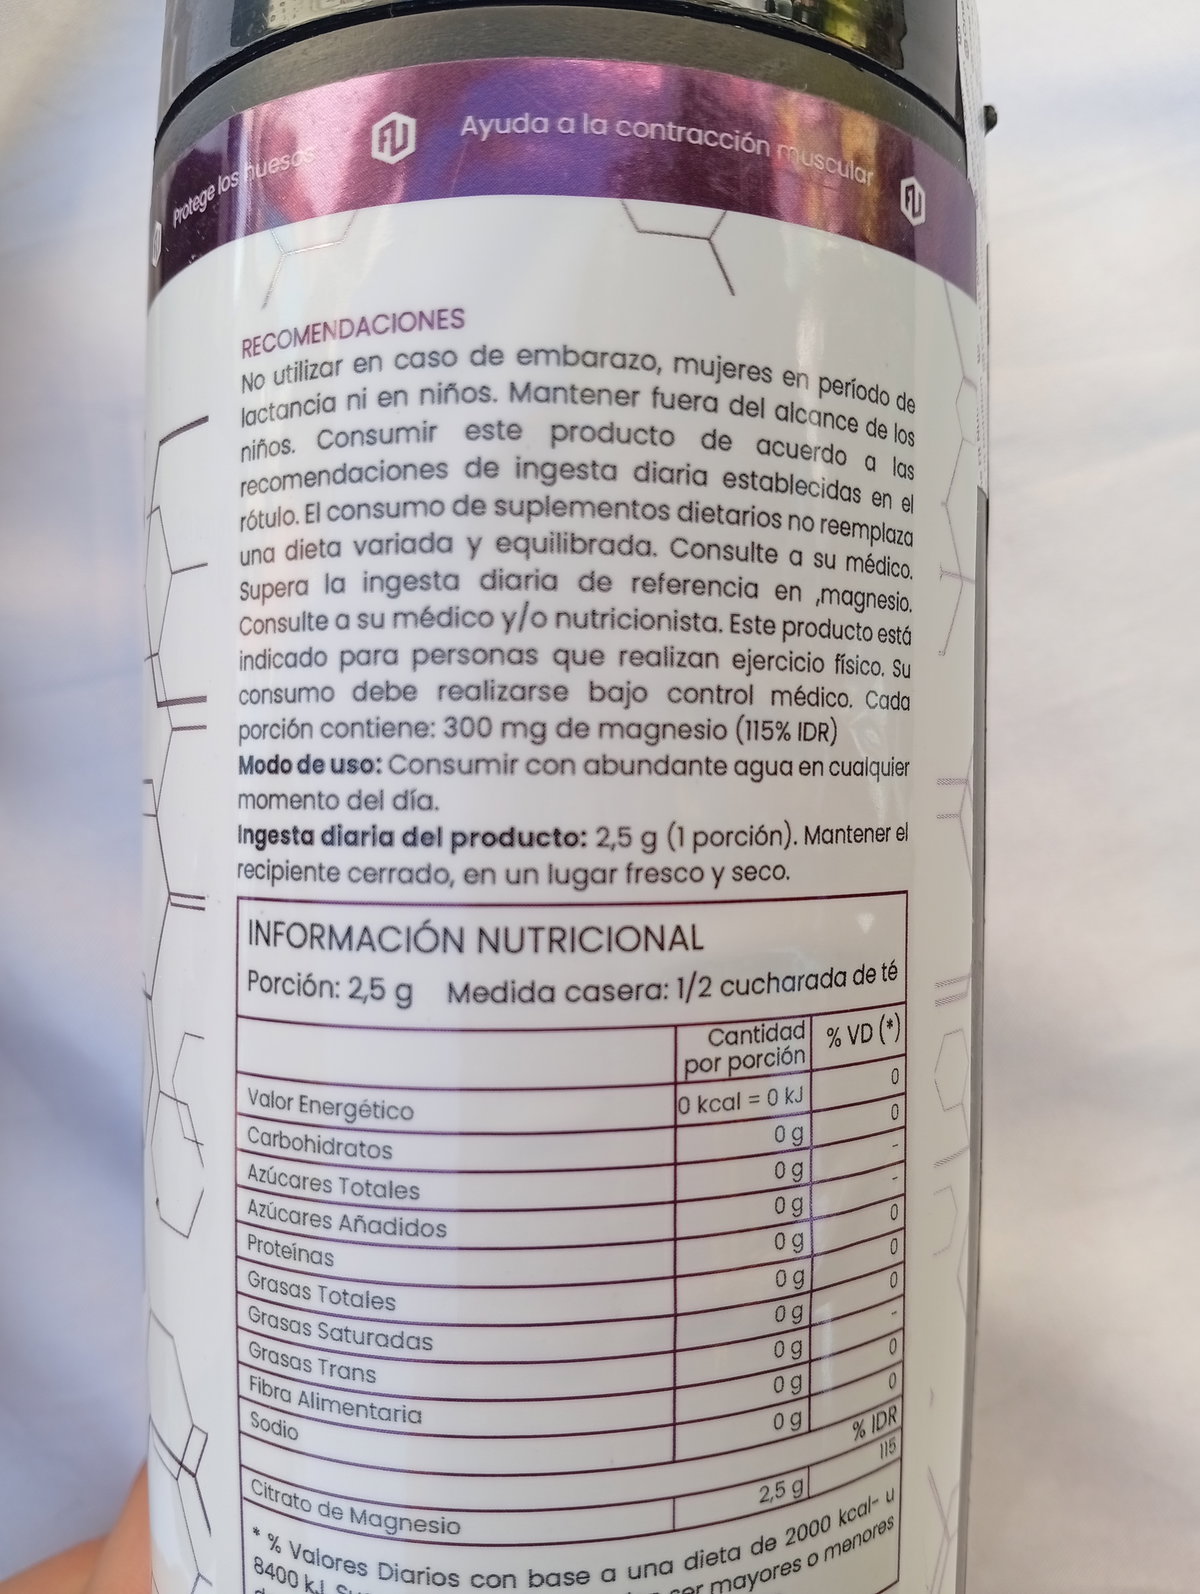 Protege los huesos
Ayuda a la contracción muscular
RECOMENDACIONES
No utilizar en caso de embarazo, mujeres en período de
lactancia ni en niños. Mantener fuera del alcance de los
niños. Consumir este producto de acuerdo a las
recomendaciones de ingesta diaria establecidas en el
rótulo. El consumo de suplementos dietarios no reemplaza
una dieta variada y equilibrada. Consulte a su médico.
Supera la ingesta diaria de referencia en ,magnesio.
Consulte a su médico y/o nutricionista. Este producto está
indicado para personas que realizan ejercicio físico. Su
consumo debe realizarse bajo control médico. Cada
porción contiene: 300 mg de magnesio (115% IDR)
Modo de uso: Consumir con abundante agua en cualquier
momento del día.
Ingesta diaria del producto: 2,5 g (1 porción). Mantener el
recipiente cerrado, en un lugar fresco y seco.
INFORMACIÓN NUTRICIONAL
Porción: 2,5 g Medida casera: 1/2 cucharada de té
Cantidad
por porción % VD (*)
Valor Energético 0 kcal = 0 kJ 0
Carbohidratos 0 g 0
Azúcares Totales 0 g -
Azúcares Añadidos 0 g -
Proteínas 0 g 0
Grasas Totales 0 g 0
Grasas Saturadas 0 g 0
Grasas Trans 0 g -
Fibra Alimentaria 0 g 0
Sodio 0 g 0
% IDR
Citrato de Magnesio 2,5 g 115
* % Valores Diarios con base a una dieta de 2000 kcal- u
8400 kJ. ser mayores o menores